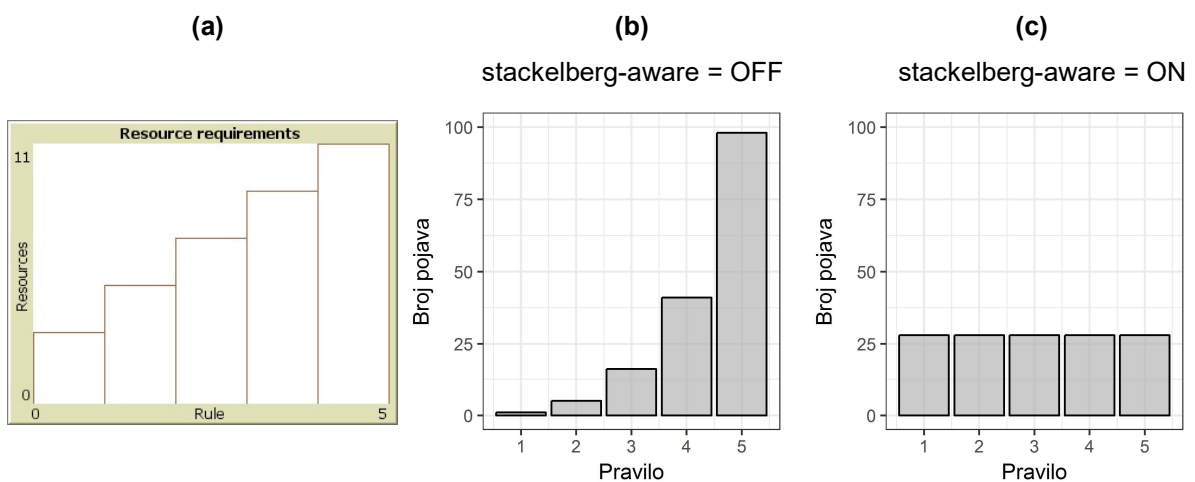 (a)
Resource requirements
11
Resources
0
0
Rule
5
(b)
stackelberg-aware = OFF
100
75
50
25
0
Broj pojava
1 2 3 4 5
Pravilo
(c)
stackelberg-aware = ON
100
75
50
25
0
Broj pojava
1 2 3 4 5
Pravilo